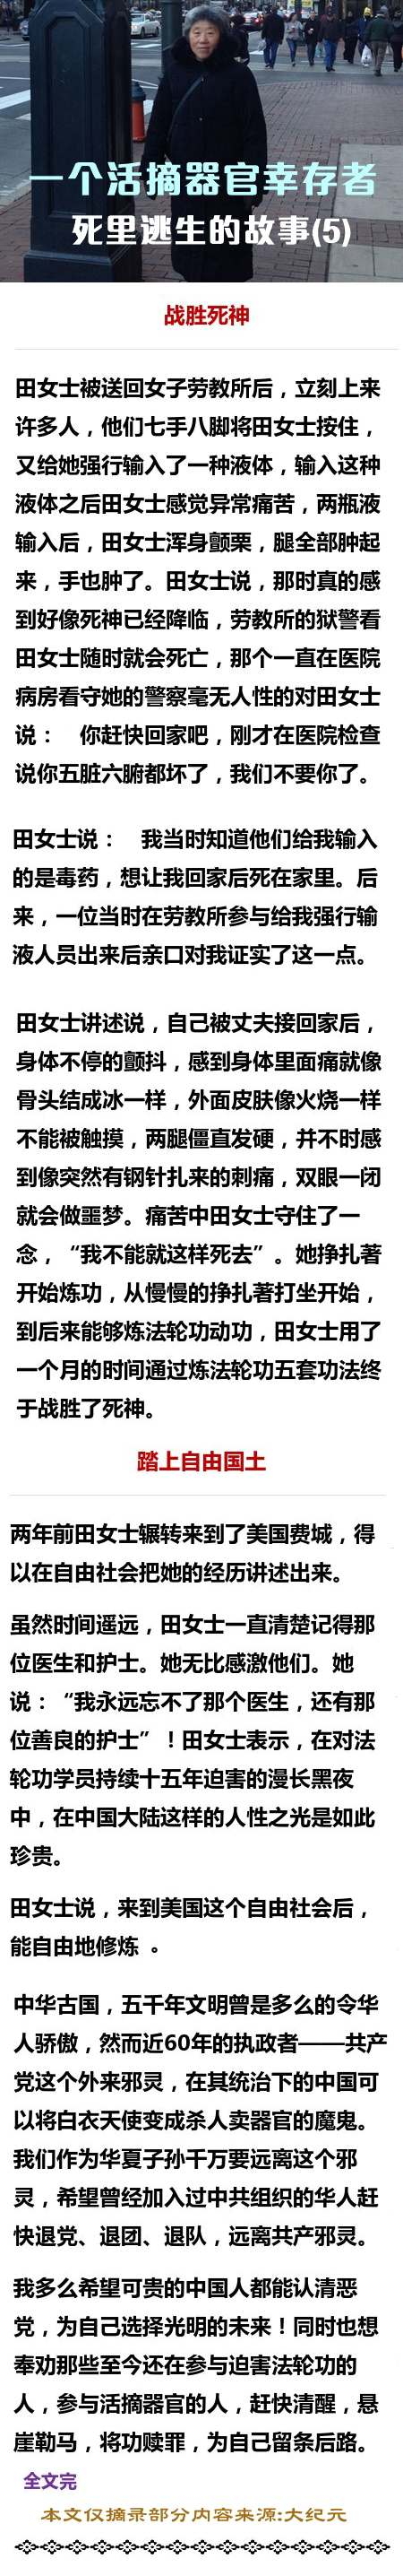 一个活摘器官幸存者
死里逃生的故事(5)
战胜死神
田女士被送回女子劳教所后，立刻上来
许多人，他们七手八脚将田女士按住，
又给她强行输入了一种液体，输入这种
液体之后田女士感觉异常痛苦，两瓶液
输入后，田女士浑身颤栗，腿全部肿起
来，手也肿了。田女士说，那时真的感
到好像死神已经降临，劳教所的狱警看
田女士随时就会死亡，那个一直在医院
病房看守她的警察毫无人性的对田女士
说： 你赶快回家吧，刚才在医院检查
说你五脏六腑都坏了，我们不要你了。
田女士说： 我当时知道他们给我输入
的是毒药，想让我回家后死在家里。后
来，一位当时在劳教所参与给我强行输
液人员出来后亲口对我证实了这一点。
田女士讲述说，自己被丈夫接回家后，
身体不停的颤抖，感到身体里面痛就像
骨头结成冰一样，外面皮肤像火烧一样
不能被触摸，两腿僵直发硬，并不时感
到像突然有钢针扎来的刺痛，双眼一闭
就会做噩梦。痛苦中田女士守住了一
念，“我不能就这样死去”。她挣扎著
开始炼功，从慢慢的挣扎著打坐开始，
到后来能够炼法轮功动功，田女士用了
一个月的时间通过炼法轮功五套功法终
于战胜了死神。
踏上自由国土
两年前田女士辗转来到了美国费城，得
以在自由社会把她的经历讲述出来。
虽然时间遥远，田女士一直清楚记得那
位医生和护士。她无比感激他们。她
说：“我永远忘不了那个医生，还有那
位善良的护士”！田女士表示，在对法
轮功学员持续十五年迫害的漫长黑夜
中，在中国大陆这样的人性之光是如此
珍贵。
田女士说，来到美国这个自由社会后，
能自由地修炼 。
中华古国，五千年文明曾是多么的令华
人骄傲，然而近60年的执政者——共产
党这个外来邪灵，在其统治下的中国可
以将白衣天使变成杀人卖器官的魔鬼。
我们作为华夏子孙千万要远离这个邪
灵，希望曾经加入过中共组织的华人赶
快退党、退团、退队，远离共产邪灵。
我多么希望可贵的中国人都能认清恶
党，为自己选择光明的未来！同时也想
奉劝那些至今还在参与迫害法轮功的
人，参与活摘器官的人，赶快清醒，悬
崖勒马，将功赎罪，为自己留条后路。
全文完
本文仅摘录部分内容来源:大纪元